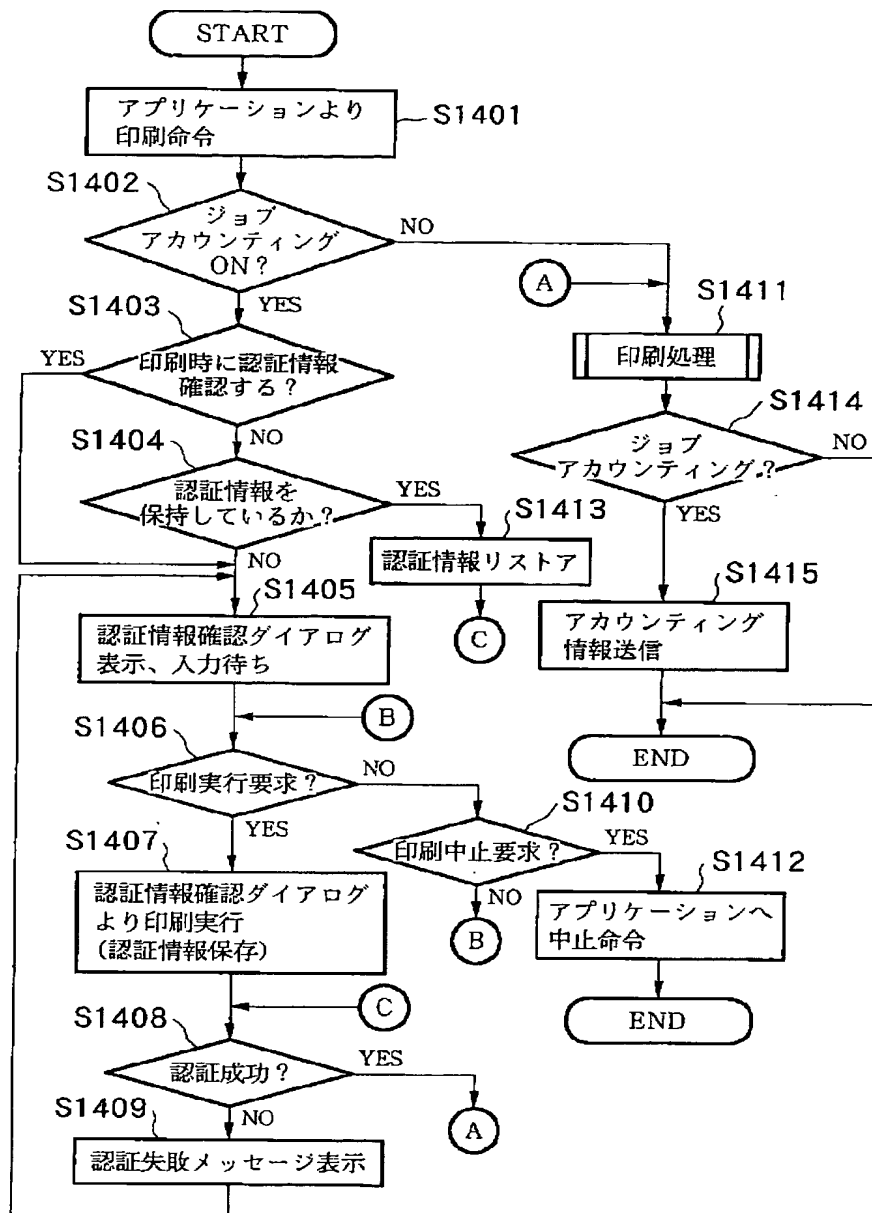 START
アプリケーションより
印刷命令
S1401
S1402
ジョブ
アカウンティング
ON?
NO
YES
S1403
印刷時に認証情報
確認する?
YES
NO
S1404
認証情報を
保持しているか?
YES
NO
S1413
認証情報リストア
C
S1405
認証情報確認ダイアログ
表示、入力待ち
B
S1406
印刷実行要求?
NO
YES
S1410
印刷中止要求?
YES
NO
B
S1412
アプリケーションへ
中止命令
END
S1407
認証情報確認ダイアログ
より印刷実行
(認証情報保存)
C
S1408
認証成功?
YES
A
NO
S1409
認証失敗メッセージ表示
A
S1411
印刷処理
S1414
ジョブ
アカウンティング?
NO
YES
S1415
アカウンティング
情報送信
END